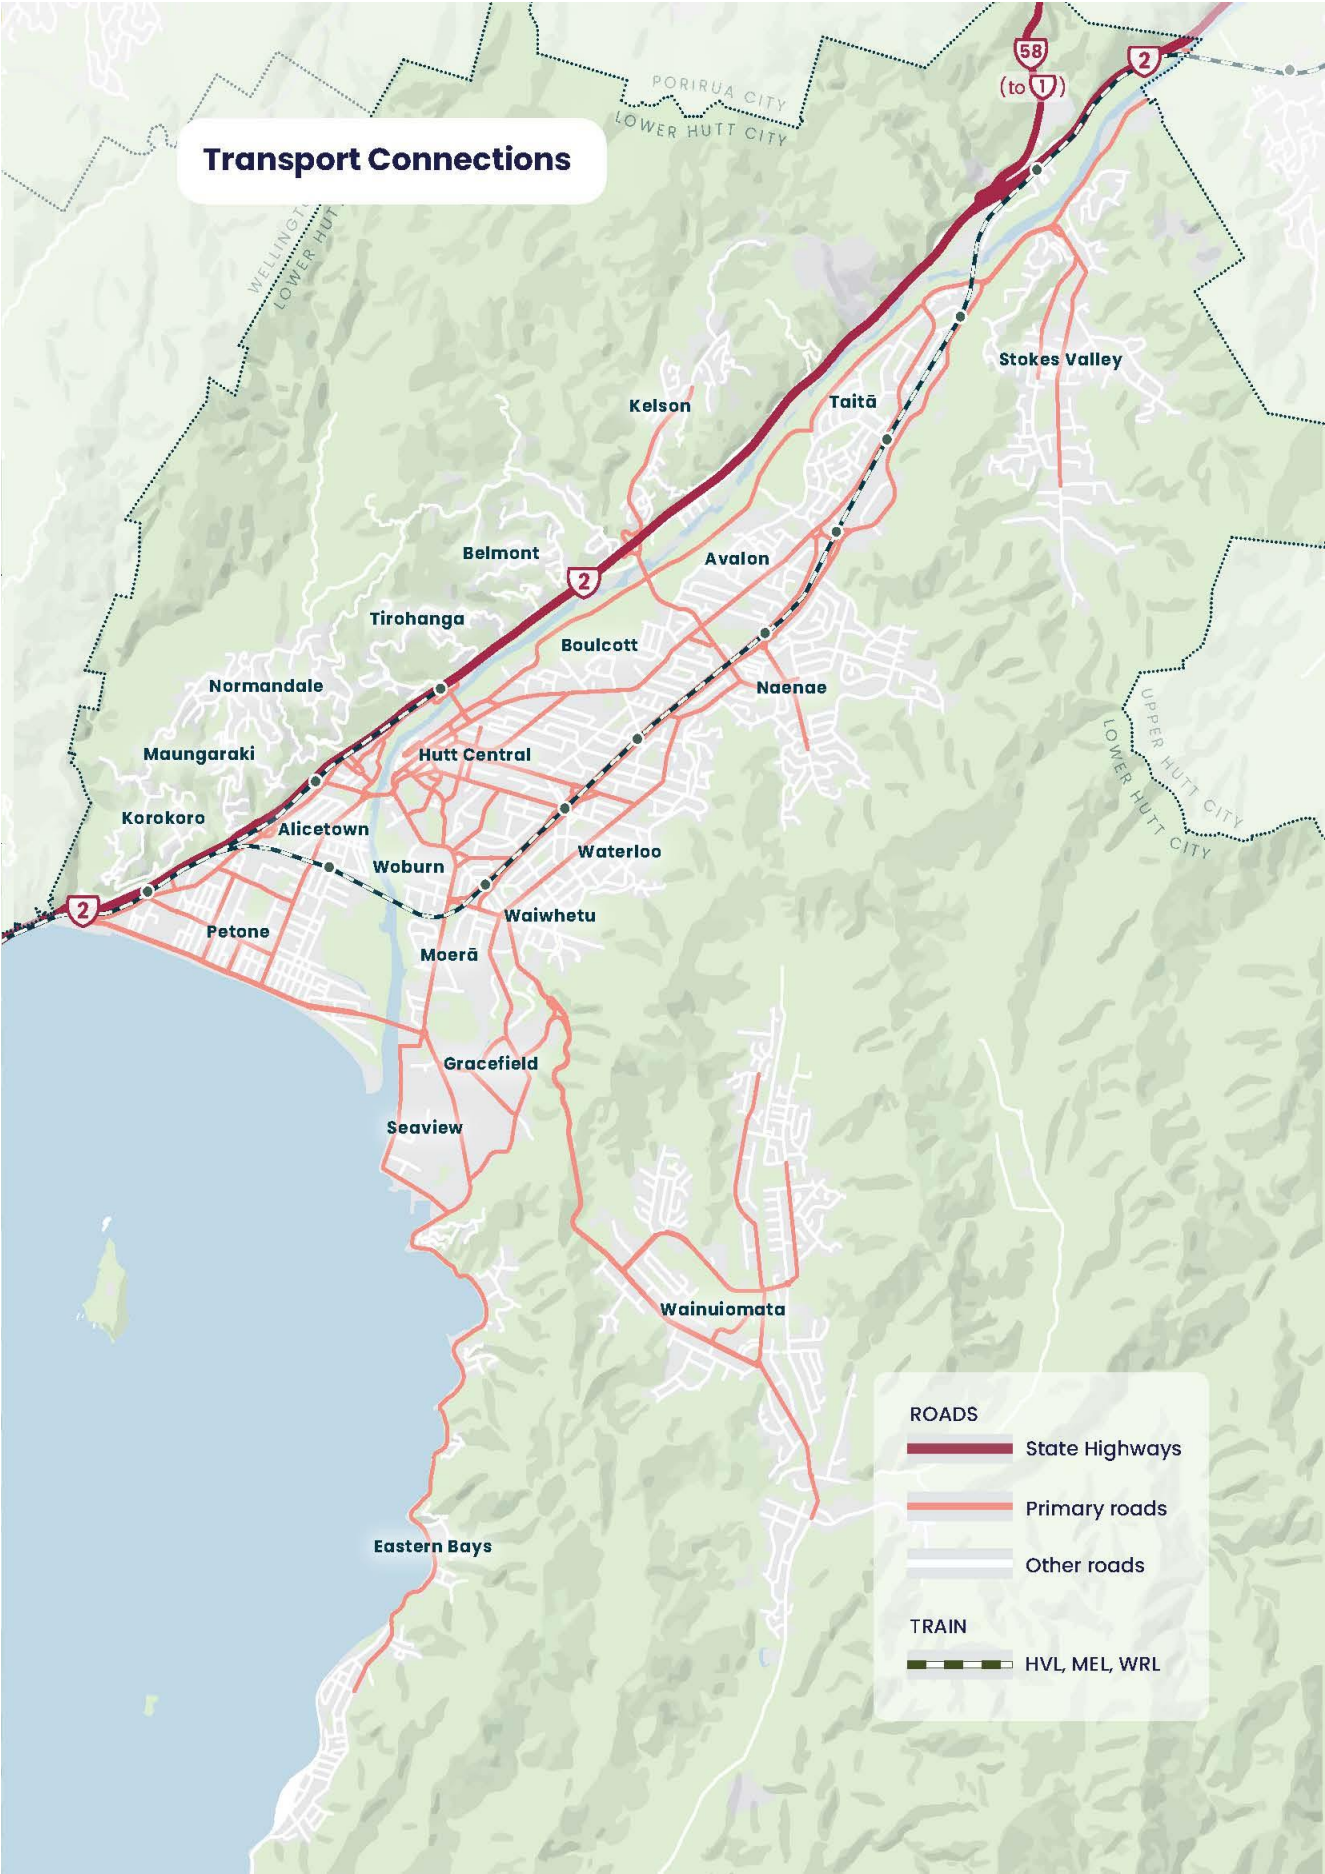 58
(to 1)
2
PORIRUA CITY
LOWER HUTT CITY
Transport Connections
LOWER HUTT
Stokes Valley
Kelson
Taitā
Belmont
Avalon
2
Tirohanga
Boulcott
Normandale
Naenae
UPPER HUTT CITY
LOWER HUTT CITY
Maungaraki
Hutt Central
Korokoro
Alicetown
Woburn
Waterloo
2
Waiwhetu
Petone
Moerā
Gracefield
Seaview
Wainuiomata
Eastern Bays
ROADS
State Highways
Primary roads
Other roads
TRAIN
HVL, MEL, WRL